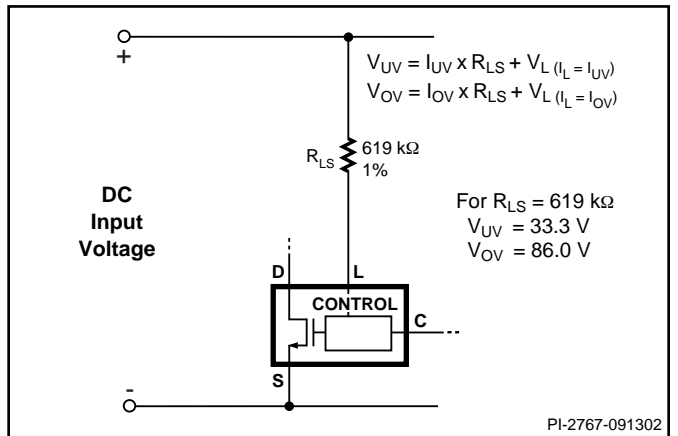 +
V_UV = I_UV x R_LS + V_L (I_L = I_UV)
V_OV = I_OV x R_LS + V_L (I_L = I_OV)
R_LS
619 kΩ
1%
DC
Input
Voltage
For R_LS = 619 kΩ
V_UV = 33.3 V
V_OV = 86.0 V
D
L
CONTROL
C
S
-
PI-2767-091302